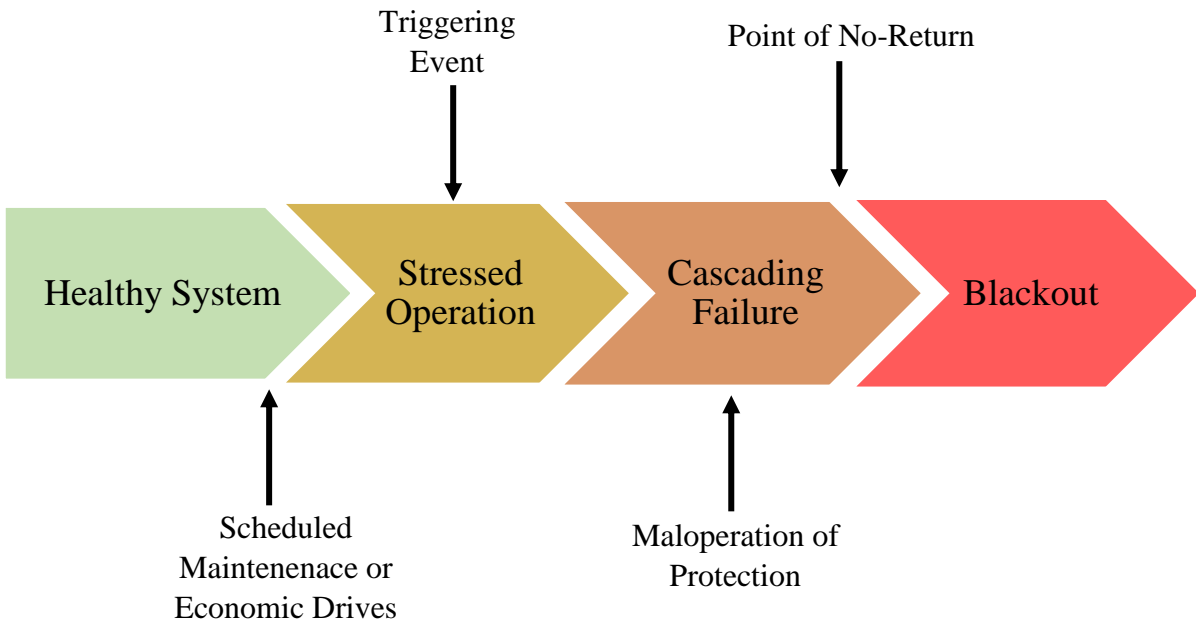 Triggering
Event
Point of No-Return
Healthy System
Stressed
Operation
Cascading
Failure
Blackout
Scheduled
Maintenenace or
Economic Drives
Maloperation of
Protection